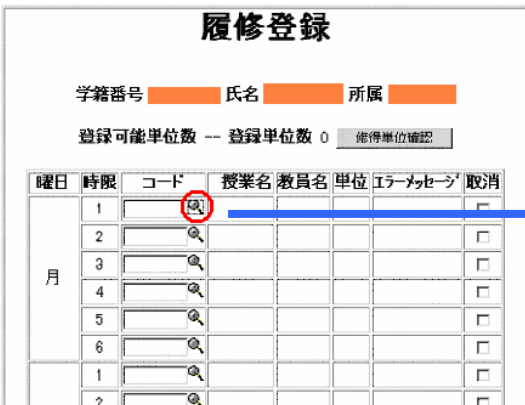 履修登録
学籍番号 氏名 所属
登録可能単位数 -- 登録単位数 0 修得単位確認
曜日 時限 コード 授業名 教員名 単位 エラーメッセージ 取消
月
1
2
3
4
5
6
1
2